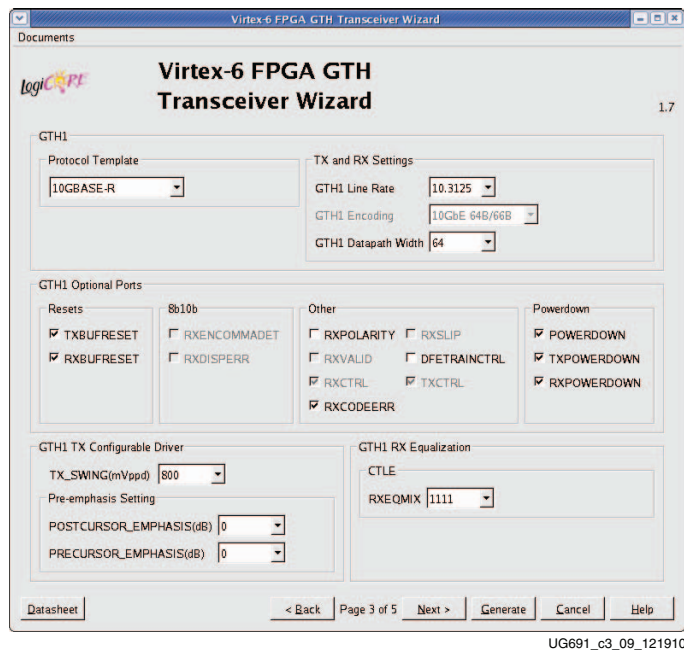 Virtex-6 FPGA GTH Transceiver Wizard
Documents
logiCORE
Virtex-6 FPGA GTH
Transceiver Wizard
1.7
GTH1
Protocol Template
10GBASE-R
TX and RX Settings
GTH1 Line Rate 10.3125
GTH1 Encoding 10GbE 64B/66B
GTH1 Datapath Width 64
GTH1 Optional Ports
Resets
TXBUFRESET
RXBUFRESET
8b10b
RXENCOMMADET
RXDISPERR
Other
RXPOLARITY RXSLIP
RXVALID DFETRAINCTRL
RXCTRL TXCTRL
RXCODEERR
Powerdown
POWERDOWN
TXPOWERDOWN
RXPOWERDOWN
GTH1 TX Configurable Driver
TX_SWING(mVppd) 800
Pre-emphasis Setting
POSTCURSOR_EMPHASIS(dB) 0
PRECURSOR_EMPHASIS(dB) 0
GTH1 RX Equalization
CTLE
RXEQMIX 1111
Datasheet < Back Page 3 of 5 Next > Generate Cancel Help
UG691_c3_09_121910